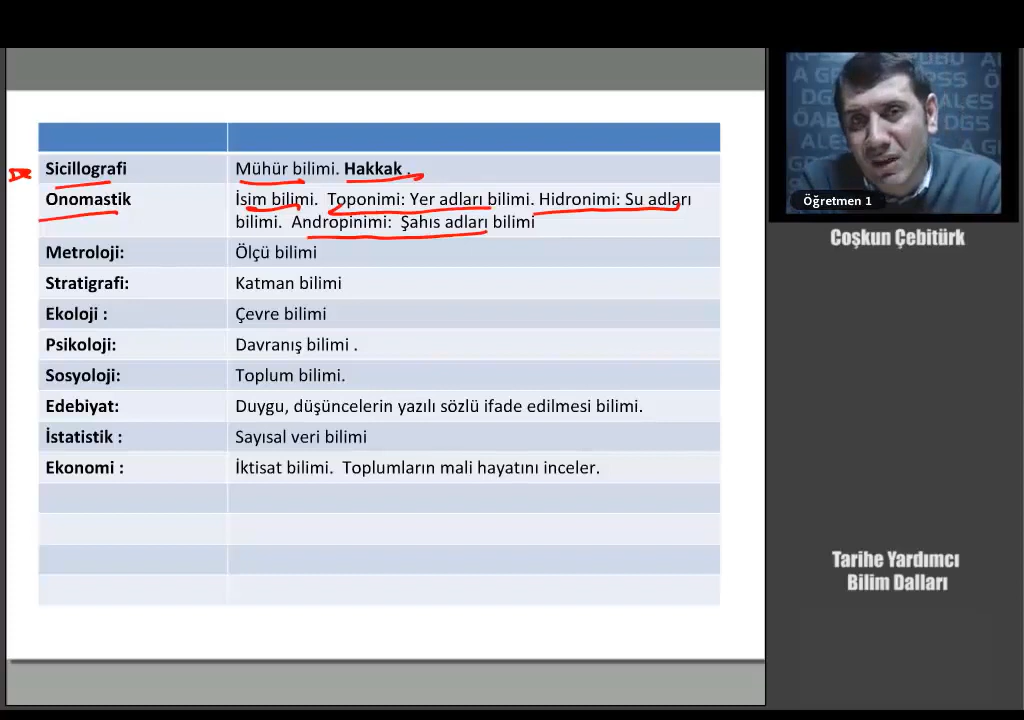 Sicillografi Mühür bilimi. Hakkak .
Onomastik İsim bilimi. Toponimi: Yer adları bilimi. Hidronimi: Su adları
bilimi. Andropinimi: Şahıs adları bilimi
Metroloji: Ölçü bilimi
Stratigrafi: Katman bilimi
Ekoloji : Çevre bilimi
Psikoloji: Davranış bilimi .
Sosyoloji: Toplum bilimi.
Edebiyat: Duygu, düşüncelerin yazılı sözlü ifade edilmesi bilimi.
İstatistik : Sayısal veri bilimi
Ekonomi : İktisat bilimi. Toplumların mali hayatını inceler.
Öğretmen 1
Coşkun Çebitürk
Tarihe Yardımcı
Bilim Dalları